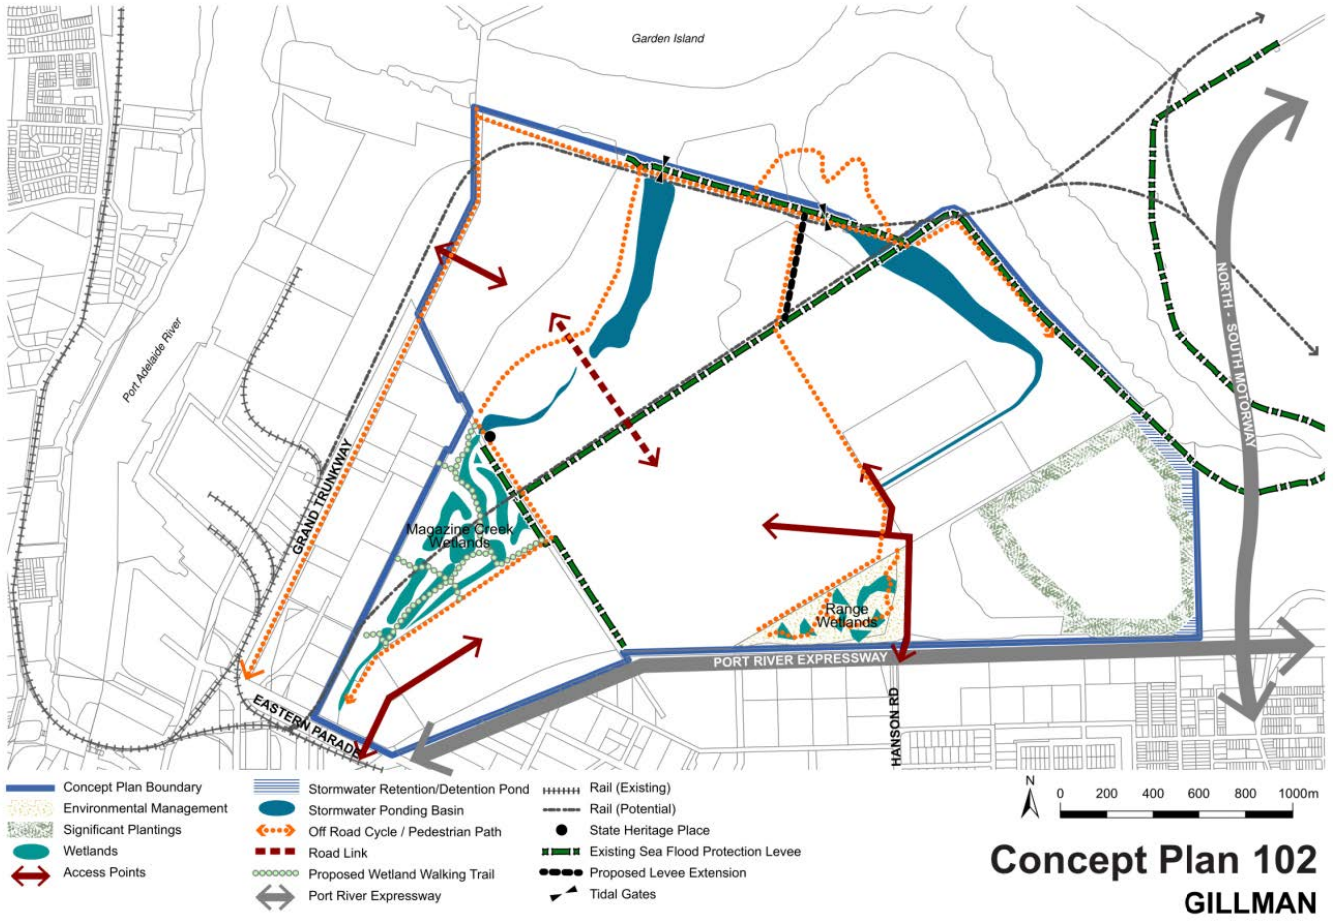 Garden Island
Port Adelaide River
GRAND TRUNKWAY
NORTH - SOUTH MOTORWAY
Magazine Creek
Wetlands
Range
Wetlands
PORT RIVER EXPRESSWAY
EASTERN PARADE
HANSON RD
Concept Plan Boundary
Environmental Management
Significant Plantings
Wetlands
Access Points
Stormwater Retention/Detention Pond
Stormwater Ponding Basin
Off Road Cycle / Pedestrian Path
Road Link
Proposed Wetland Walking Trail
Port River Expressway
Rail (Existing)
Rail (Potential)
State Heritage Place
Existing Sea Flood Protection Levee
Proposed Levee Extension
Tidal Gates
N
0 200 400 600 800 1000m
Concept Plan 102
GILLMAN